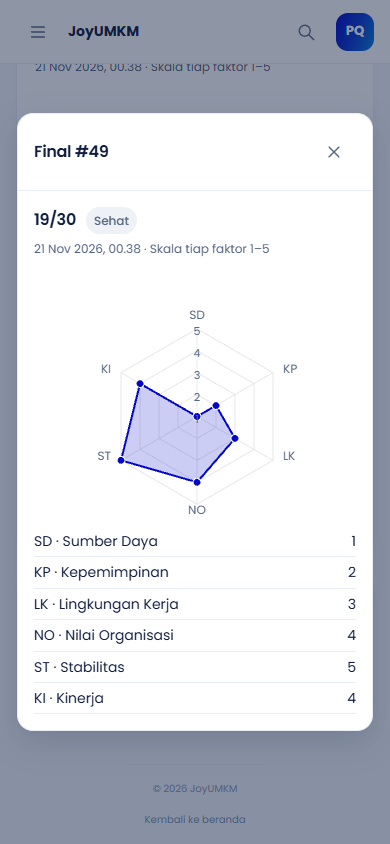 JoyUMKM
PQ
21 Nov 2026, 00.38 · Skala tiap faktor 1–5
Final #49
19/30 Sehat
21 Nov 2026, 00.38 · Skala tiap faktor 1–5
SD
5
KI
4
KP
3
2
ST
LK
NO
SD · Sumber Daya 1
KP · Kepemimpinan 2
LK · Lingkungan Kerja 3
NO · Nilai Organisasi 4
ST · Stabilitas 5
KI · Kinerja 4
© 2026 JoyUMKM
Kembali ke beranda